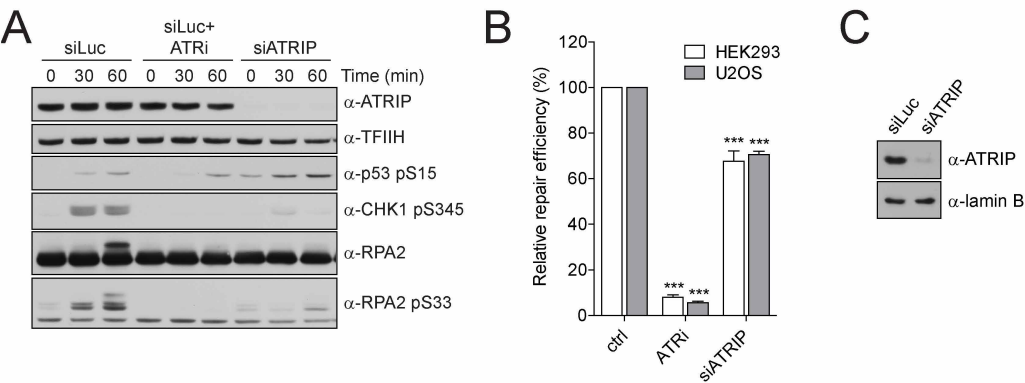 A
siLuc
siLuc+
ATRi
siATRIP
0 30 60 0 30 60 0 30 60 Time (min)
α-ATRIP
α-TFIIH
α-p53 pS15
α-CHK1 pS345
α-RPA2
α-RPA2 pS33
B
Relative repair efficiency (%)
120
100
80
60
40
20
0
HEK293
U2OS
*** ***
*** ***
ctrl
ATRi
siATRIP
C
siLuc
siATRIP
α-ATRIP
α-lamin B